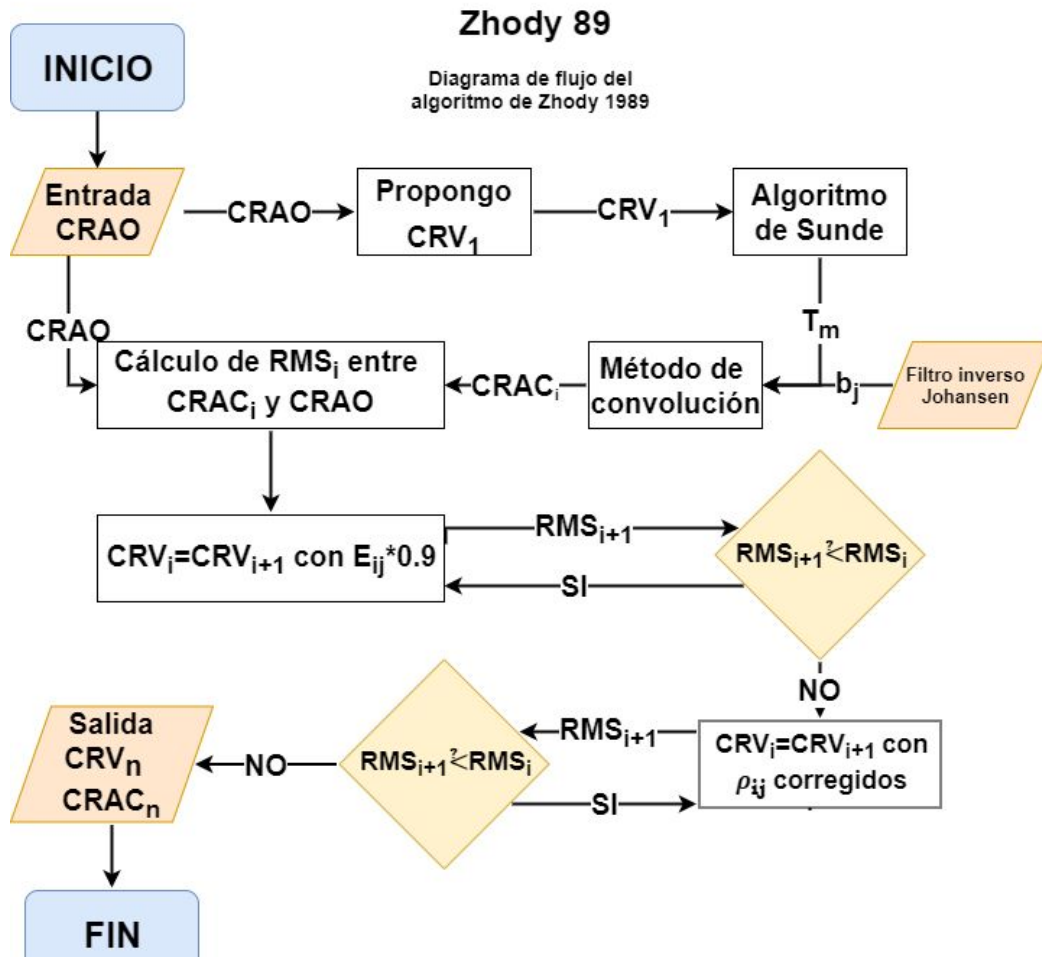 Zhody 89
Diagrama de flujo del
algoritmo de Zhody 1989
INICIO
Entrada
CRAO
CRAO
Propongo
CRV₁
CRV₁
Algoritmo
de Sunde
CRAO
Tₘ
Cálculo de RMSᵢ entre
CRACᵢ y CRAO
CRACᵢ
Método de
convolución
bⱼ
Filtro inverso
Johansen
CRVᵢ=CRVᵢ₊₁ con Eᵢⱼ*0.9
RMSᵢ₊₁
SI
RMSᵢ₊₁ ?< RMSᵢ
NO
Salida
CRVₙ
CRACₙ
NO
RMSᵢ₊₁ ?< RMSᵢ
RMSᵢ₊₁
SI
CRVᵢ=CRVᵢ₊₁ con
ρᵢⱼ corregidos
FIN